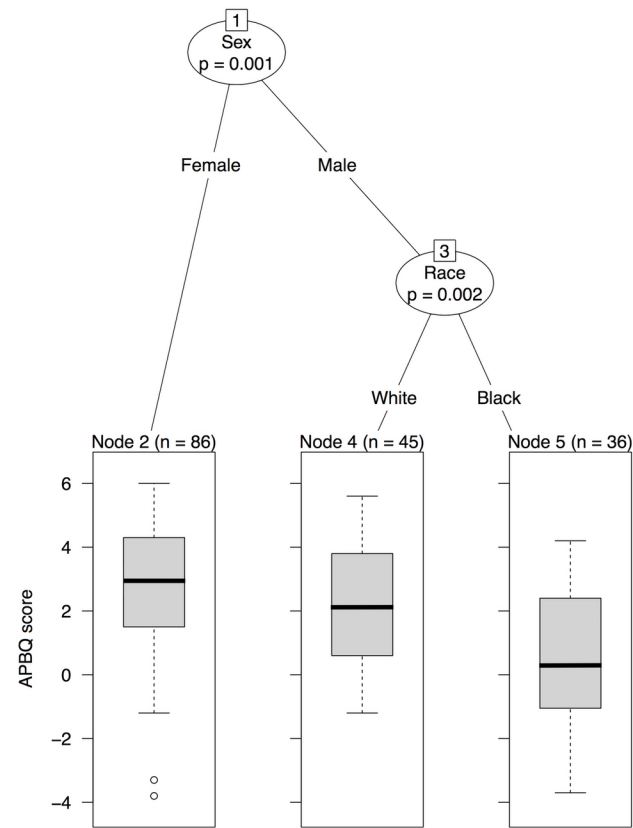 1
Sex
p = 0.001
Female
Male
3
Race
p = 0.002
White
Black
Node 2 (n = 86)
Node 4 (n = 45)
Node 5 (n = 36)
6
4
2
0
−2
−4
APBQ score